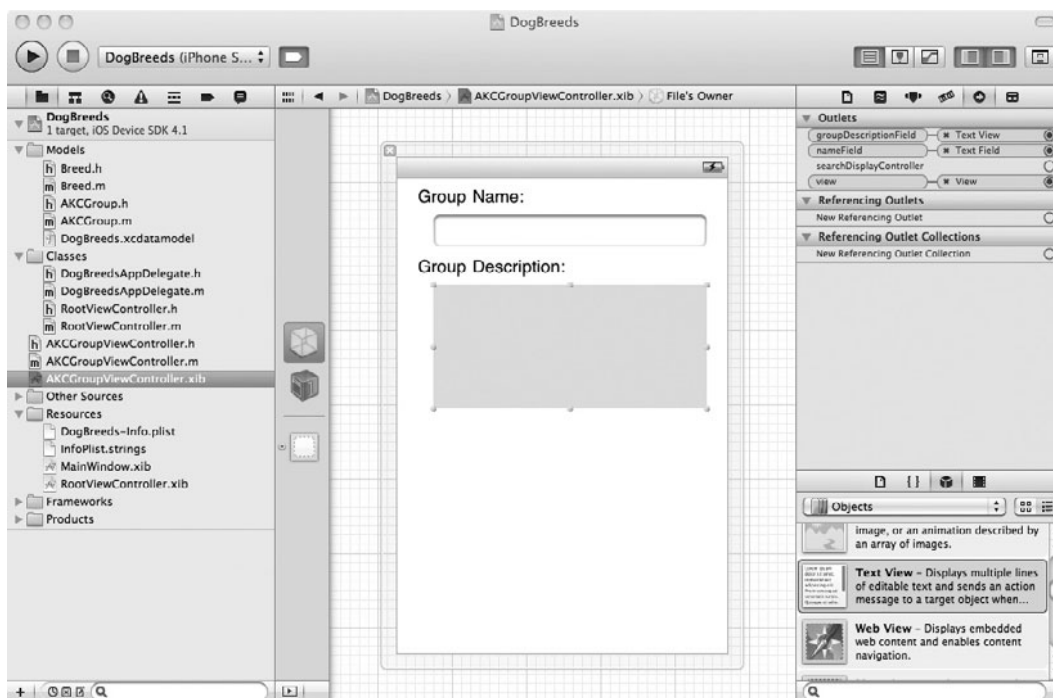 DogBreeds
DogBreeds (iPhone S...
DogBreeds
AKCGroupViewController.xib
File's Owner
DogBreeds
1 target, iOS Device SDK 4.1
Models
h Breed.h
m Breed.m
h AKCGroup.h
m AKCGroup.m
DogBreeds.xcdatamodel
Classes
h DogBreedsAppDelegate.h
m DogBreedsAppDelegate.m
h RootViewController.h
m RootViewController.m
h AKCGroupViewController.h
m AKCGroupViewController.m
AKCGroupViewController.xib
Other Sources
Resources
DogBreeds-Info.plist
InfoPlist.strings
MainWindow.xib
RootViewController.xib
Frameworks
Products
Group Name:
Group Description:
Outlets
groupDescriptionField
Text View
nameField
Text Field
searchDisplayController
view
View
Referencing Outlets
New Referencing Outlet
Referencing Outlet Collections
New Referencing Outlet Collection
{ }
Objects
image, or an animation described by
an array of images.
Text View - Displays multiple lines
of editable text and sends an action
message to a target object when...
Web View - Displays embedded
web content and enables content
navigation.